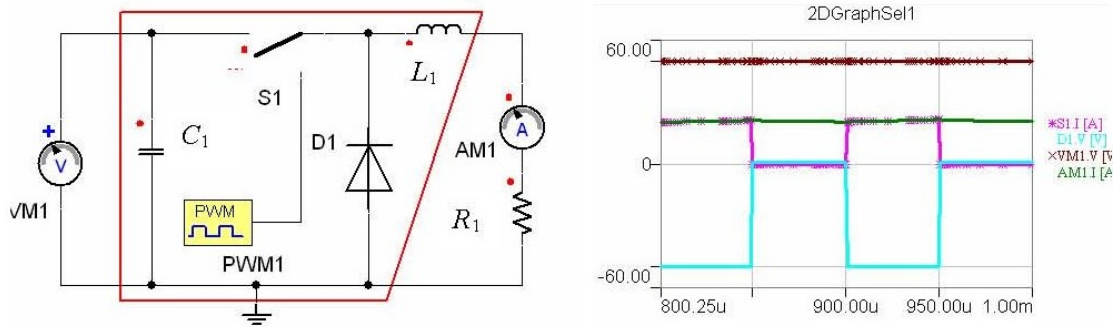 S1
L₁
C₁
D1
AM1
V
A
VM1
R₁
PWM
PWM1
2DGraphSel1
60.00
0
-60.00
800.25u
900.00u
950.00u
1.00m
S1.I [A]
D1.V [V]
VM1.V [V
AM1.I [A